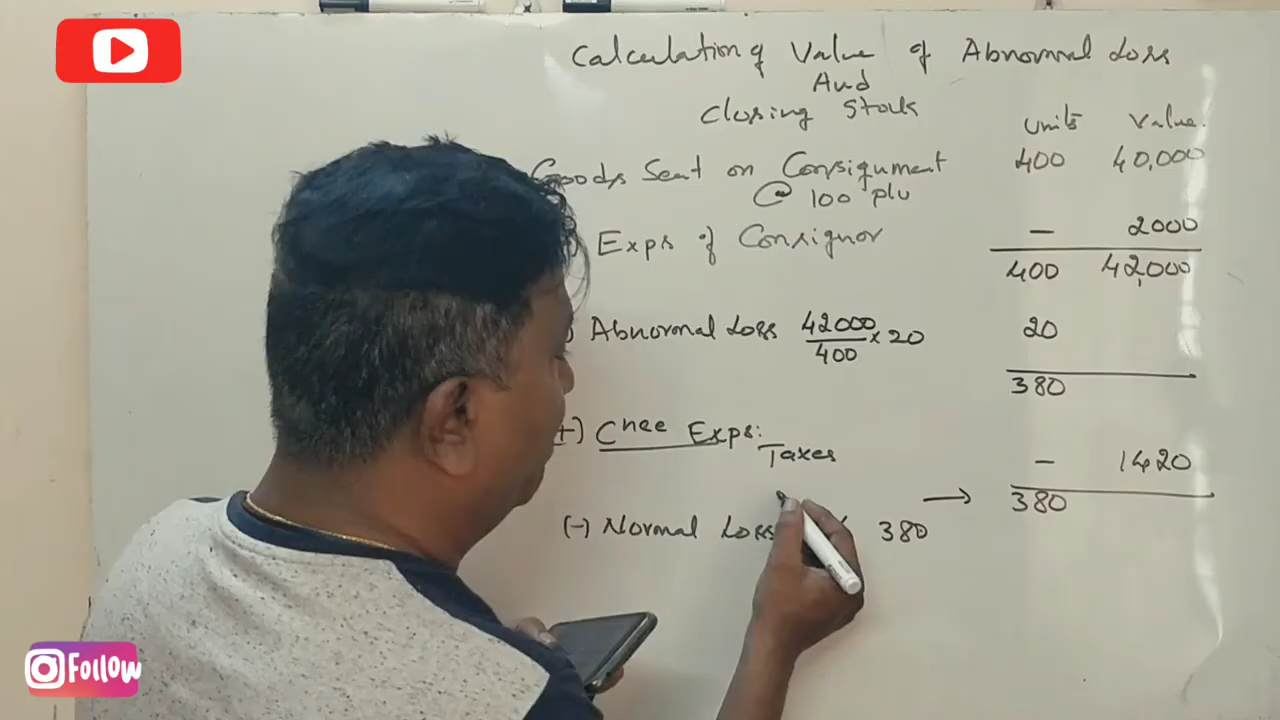 Calculation of Value of Abnormal Loss
And
Closing Stock
units Value.
Goods Sent on Consignment 400 40,000
@ 100 plu
Exps of Consignor — 2000
400 42,000
Abnormal Loss 42000/400 × 20 20
380
(+) Cnee Exps:
Taxes — 1420
→ 380
(-) Normal Loss 380
Follow